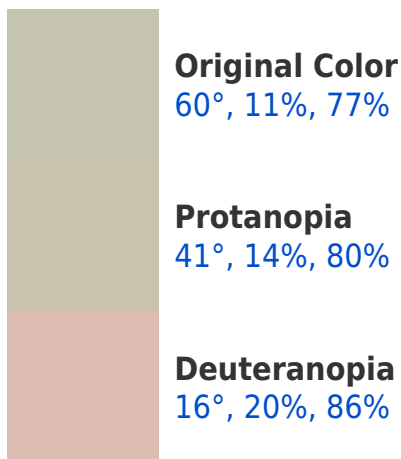 Original Color
60°, 11%, 77%
Protanopia
41°, 14%, 80%
Deuteranopia
16°, 20%, 86%